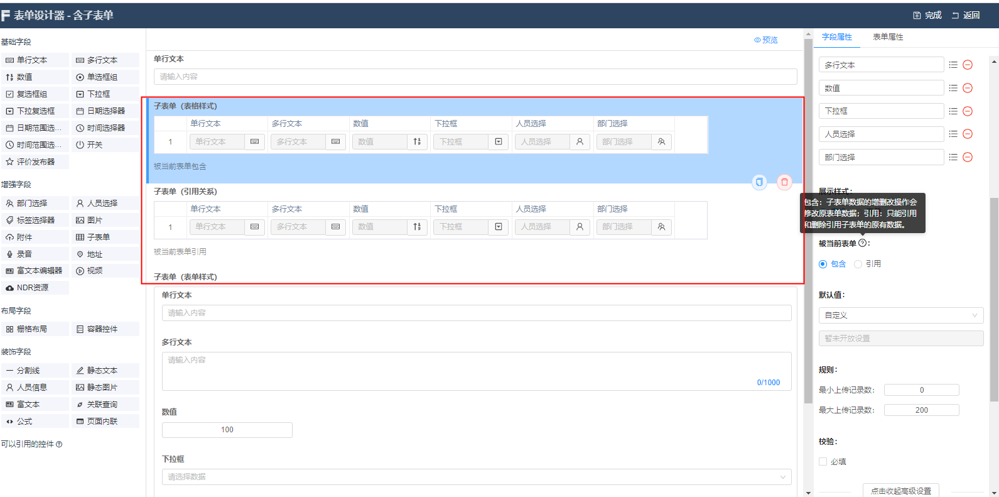 表单设计器 - 含子表单
完成 返回
基础字段
单行文本 多行文本
数值 单选框组
复选框组 下拉框
下拉复选框 日期选择器
日期范围选... 时间选择器
时间范围选... 开关
评价发布器
增强字段
部门选择 人员选择
标签选择器 图片
附件 子表单
录音 地址
富文本编辑器 视频
NDR资源
布局字段
栅格布局 容器控件
装饰字段
分割线 静态文本
人员信息 静态图片
富文本 关联查询
公式 页面内联
可以引用的控件
预览
单行文本
请输入内容
子表单（表格样式）
单行文本 多行文本 数值 下拉框 人员选择 部门选择
1 单行文本 多行文本 数值 下拉框 人员选择 部门选择
被当前表单包含
子表单（引用关系）
单行文本 多行文本 数值 下拉框 人员选择 部门选择
1 单行文本 多行文本 数值 下拉框 人员选择 部门选择
被当前表单引用
子表单（表单样式）
单行文本
请输入内容
多行文本
请输入内容
0/1000
数值
100
下拉框
请选择数据
字段属性 表单属性
多行文本
数值
下拉框
人员选择
部门选择
展示样式：
包含：子表单数据的增删改操作会
修改原表单数据；引用：只能引用
和删除引用子表单的原有数据。
被当前表单 ：
包含 引用
默认值：
自定义
暂未开放设置
规则：
最小上传记录数： 0
最大上传记录数： 200
校验：
必填
点击收起高级设置